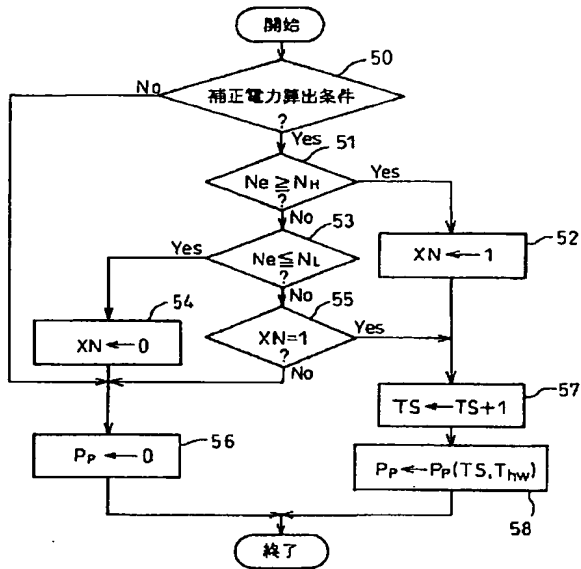 開始
50
No
補正電力算出条件
?
Yes
51
Ne≧NH
?
Yes
No
53
52
Yes
Ne≦NL
?
XN←1
No
54
55
XN=1
?
Yes
XN←0
No
57
TS←TS+1
56
PP←0
PP←PP(TS.Thw)
58
終了